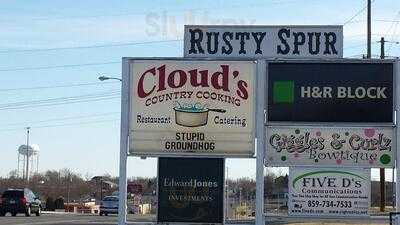 RUSTY SPUR
Cloud's
COUNTRY COOKING
Restaurant Catering
STUPID
GROUNDHOG
H&R BLOCK
Giggles & Curlz
Bowtique
Edward Jones
INVESTMENTS
FIVE D's
Communications
859-734-7533